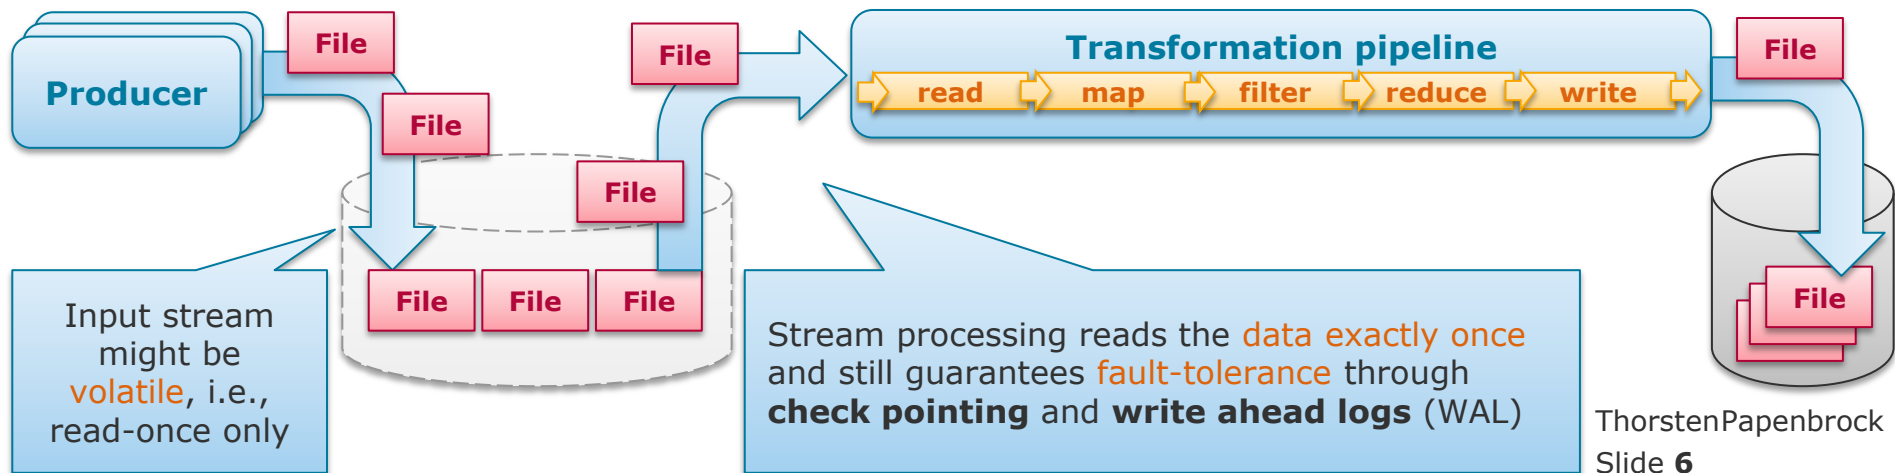 Producer
File
File
File
File
File
File
File
Transformation pipeline
read
map
filter
reduce
write
File
File
Input stream
might be
volatile, i.e.,
read-once only
Stream processing reads the data exactly once
and still guarantees fault-tolerance through
check pointing and write ahead logs (WAL)
ThorstenPapenbrock
Slide 6